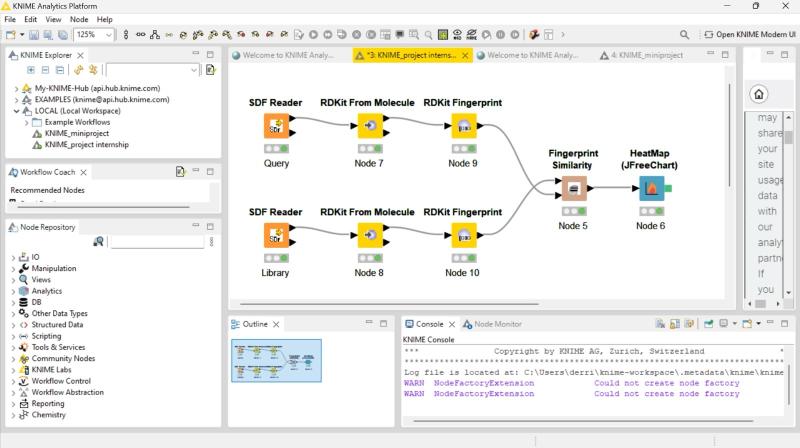 KNIME Analytics Platform
File Edit View Node Help
125%
Open KNIME Modern UI
KNIME Explorer
My-KNIME-Hub (api.hub.knime.com)
EXAMPLES (knime@api.hub.knime.com)
LOCAL (Local Workspace)
Example Workflows
KNIME_miniproject
KNIME_project internship
Workflow Coach
Recommended Nodes
Node Repository
IO
Manipulation
Views
Analytics
DB
Other Data Types
Structured Data
Scripting
Tools & Services
Community Nodes
KNIME Labs
Workflow Control
Workflow Abstraction
Reporting
Chemistry
Welcome to KNIME Analy...
*3: KNIME_project interns...
Welcome to KNIME Analy...
4: KNIME_miniproject
SDF Reader
RDKit From Molecule
RDKit Fingerprint
Query
Node 7
Node 9
Fingerprint Similarity
HeatMap (JFreeChart)
Node 5
Node 6
SDF Reader
RDKit From Molecule
RDKit Fingerprint
Library
Node 8
Node 10
may
share
your
site
usage
data
with
our
analy
partn
If
you
Outline
Console
Node Monitor
KNIME Console
*** Copyright by KNIME AG, Zurich, Switzerland *
Log file is located at: C:\Users\derri\knime-workspace\.metadata\knime\knime
WARN NodeFactoryExtension Could not create node factory
WARN NodeFactoryExtension Could not create node factory